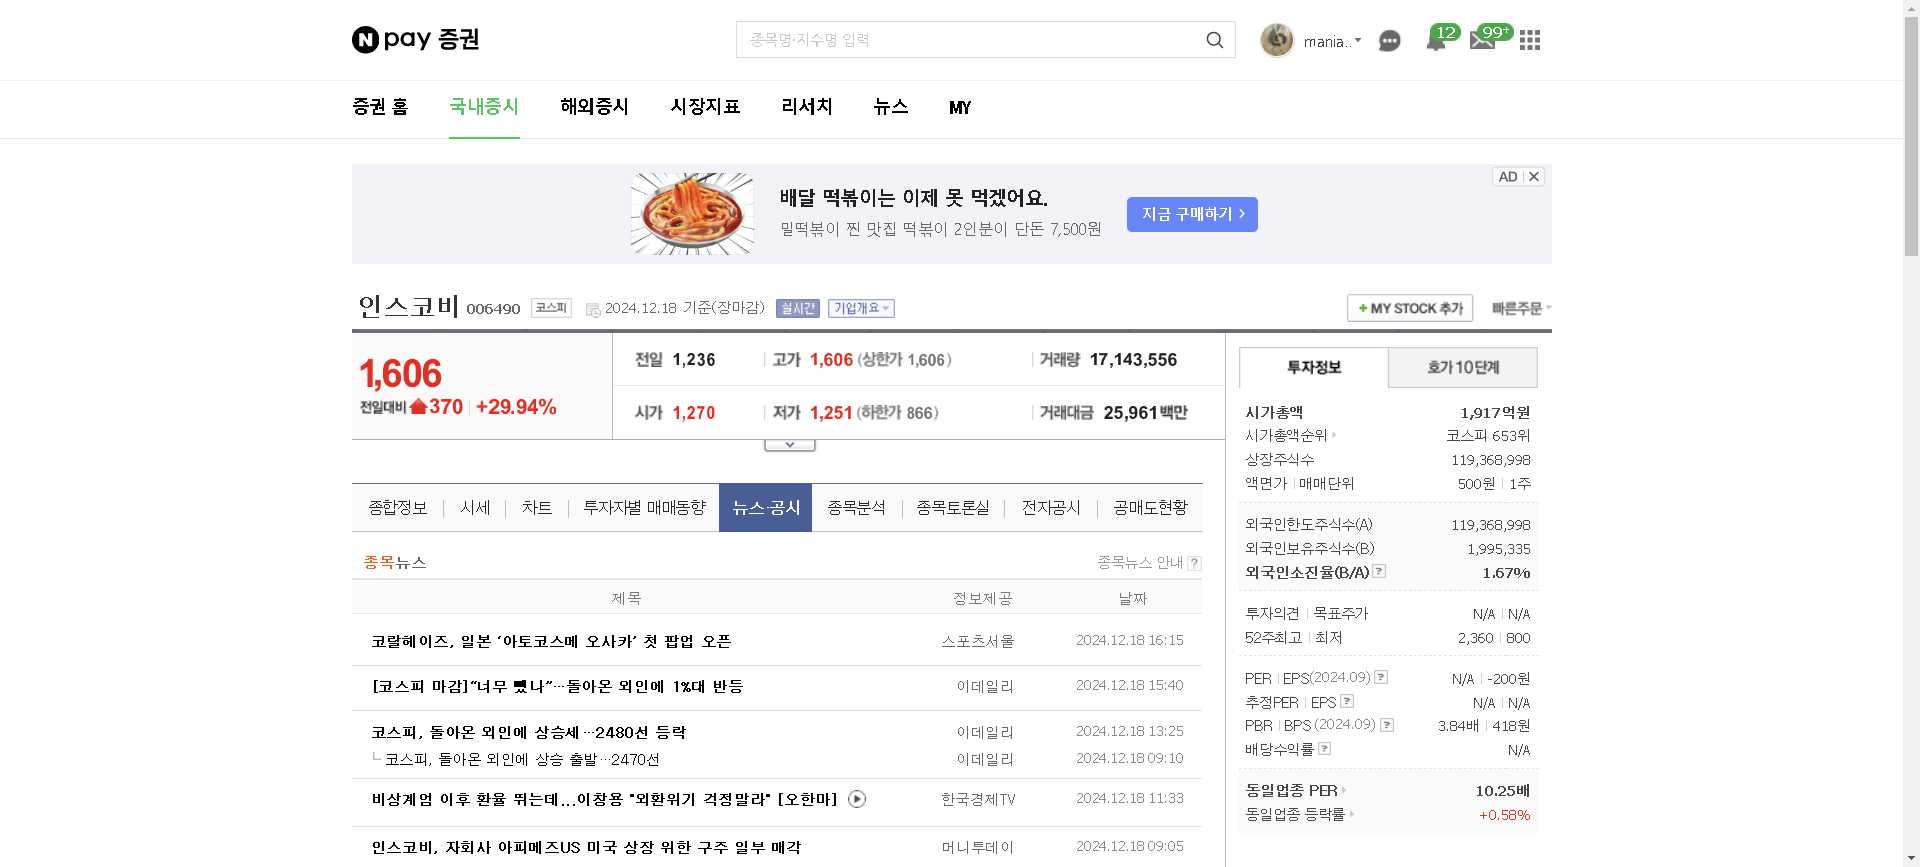 N pay 증권
종목명·지수명 입력
mania..
12
99+
증권 홈
국내증시
해외증시
시장지표
리서치
뉴스
MY
배달 떡볶이는 이제 못 먹겠어요.
밀떡볶이 찐 맛집 떡볶이 2인분이 단돈 7,500원
지금 구매하기
AD
인스코비 006490 코스피 2024.12.18 기준(장마감) 실시간 기업개요
+ MY STOCK 추가 빠른주문
1,606
전일대비 370 +29.94%
전일 1,236 고가 1,606 (상한가 1,606) 거래량 17,143,556
시가 1,270 저가 1,251 (하한가 866) 거래대금 25,961백만
종합정보 시세 차트 투자자별 매매동향 뉴스·공시 종목분석 종목토론실 전자공시 공매도현황
종목뉴스 종목뉴스 안내 ?
제목 정보제공 날짜
코랄헤이즈, 일본 ‘아토코스메 오사카’ 첫 팝업 오픈 스포츠서울 2024.12.18 16:15
[코스피 마감]“너무 뺐나”…돌아온 외인에 1%대 반등 이데일리 2024.12.18 15:40
코스피, 돌아온 외인에 상승세…2480선 등락 이데일리 2024.12.18 13:25
코스피, 돌아온 외인에 상승 출발…2470선 이데일리 2024.12.18 09:10
비상계엄 이후 환율 뛰는데...이창용 "외환위기 걱정말라" [오한마] 한국경제TV 2024.12.18 11:33
인스코비, 자회사 아피메즈US 미국 상장 위한 구주 일부 매각 머니투데이 2024.12.18 09:05
투자정보 호가 10단계
시가총액 1,917억원
시가총액순위 코스피 653위
상장주식수 119,368,998
액면가 | 매매단위 500원 | 1주
외국인한도주식수(A) 119,368,998
외국인보유주식수(B) 1,995,335
외국인소진율(B/A) ? 1.67%
투자의견 | 목표주가 N/A | N/A
52주최고 | 최저 2,360 | 800
PER | EPS(2024.09) ? N/A | -200원
추정PER | EPS ? N/A | N/A
PBR | BPS (2024.09) ? 3.84배 | 418원
배당수익률 ? N/A
동일업종 PER 10.25배
동일업종 등락률 +0.58%